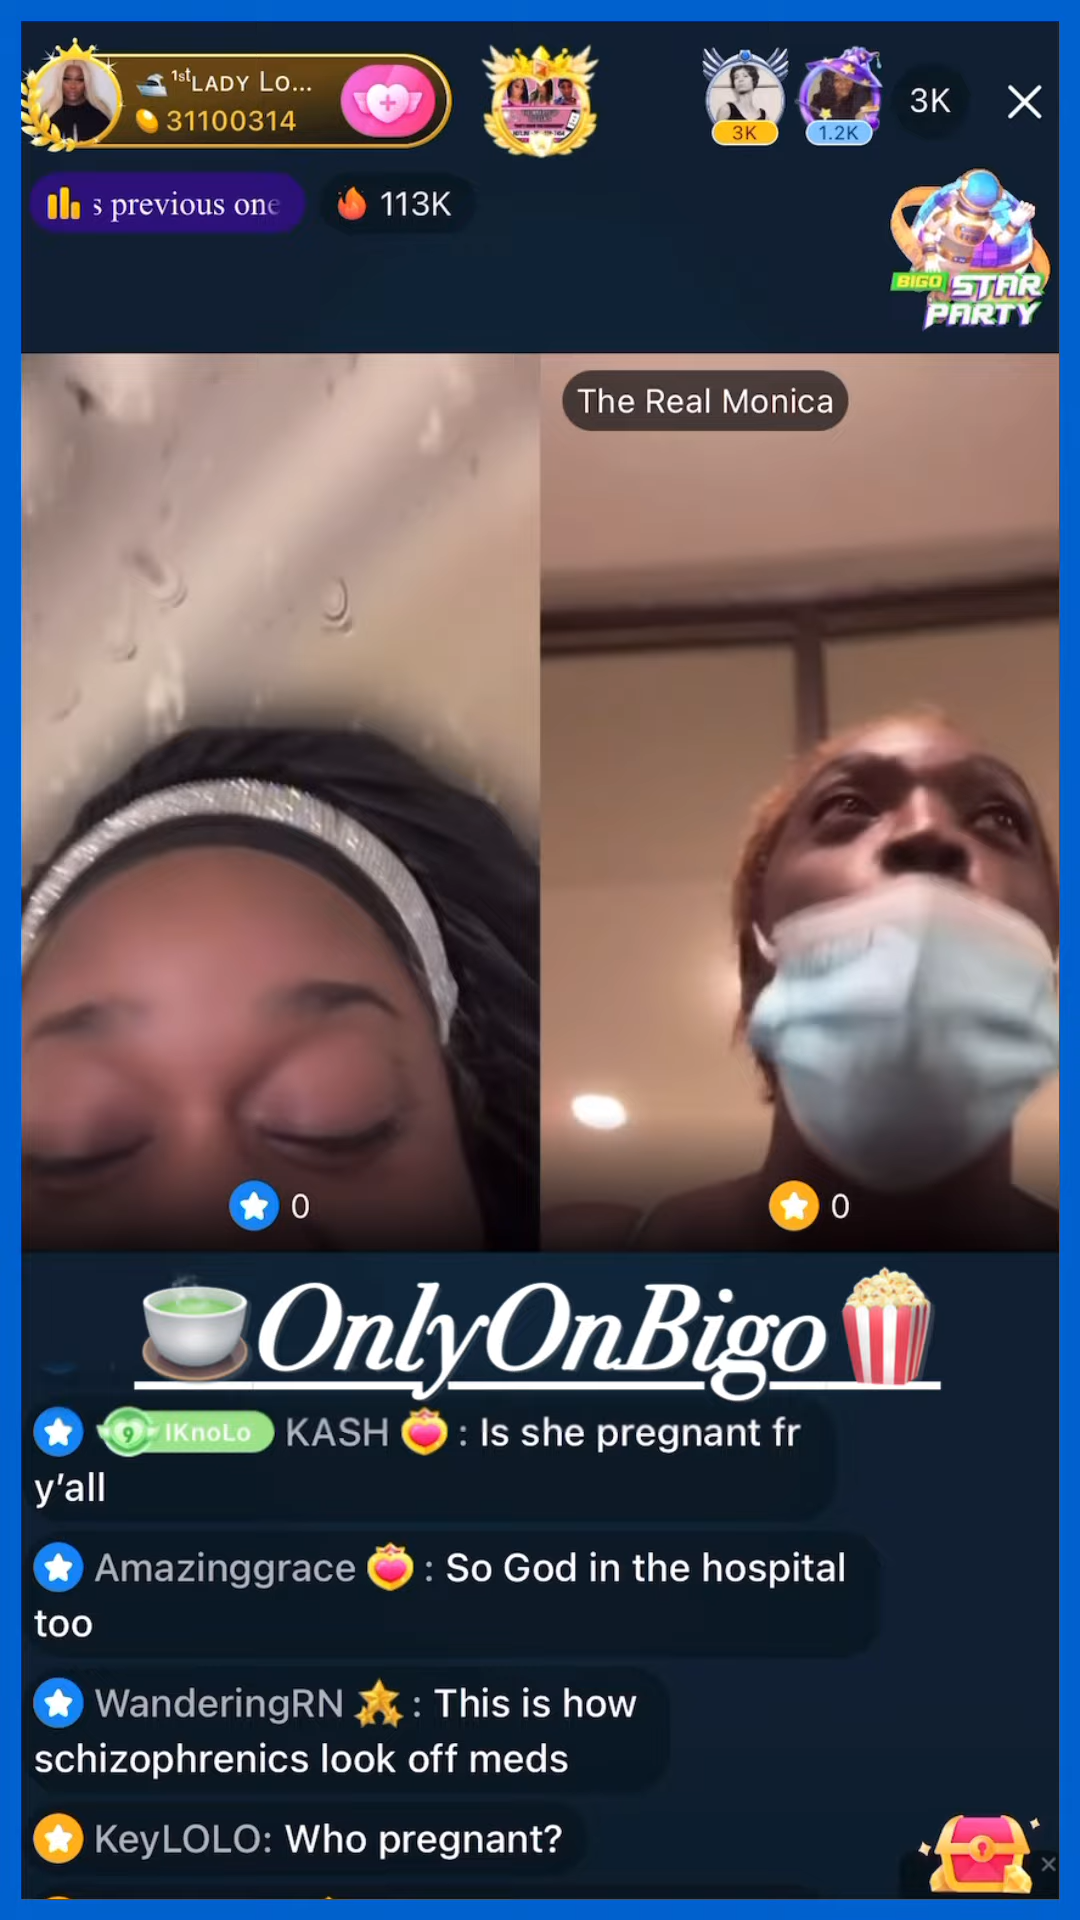 1stLADY LO...
31100314
3K
1.2K
3K
s previous one
113K
BIGO STAR
PARTY
The Real Monica
0
0
OnlyOnBigo
9 IKnoLo KASH : Is she pregnant fr
y'all
Amazinggrace : So God in the hospital
too
WanderingRN : This is how
schizophrenics look off meds
KeyLOLO: Who pregnant?